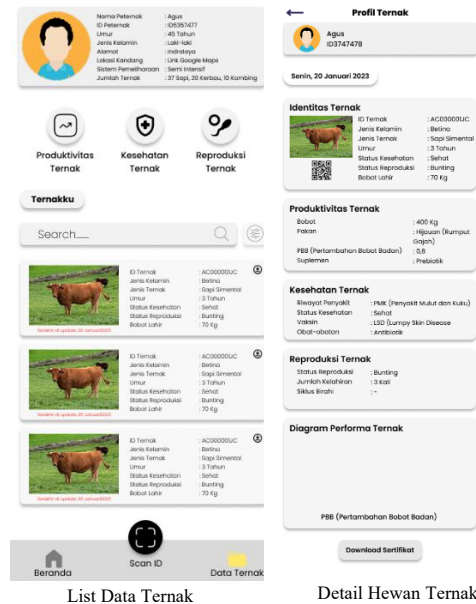 Nama Peternak : Agus
ID Peternak : ID5357477
Umur : 45 Tahun
Jenis Kelamin : Laki-laki
Alamat : Indralaya
Lokasi Kandang : Link Google Maps
Sistem Pemeliharaan : Semi intensif
Jumlah Ternak : 37 Sapi, 20 Kerbau, 10 Kambing
Produktivitas Ternak
Kesehatan Ternak
Reproduksi Ternak
Ternakku
Search....
ID Ternak : AC00000UC
Jenis Kelamin : Betina
Jenis Ternak : Sapi Simental
Umur : 3 Tahun
Status Kesehatan : Sehat
Status Reproduksi : Bunting
Bobot Lahir : 70 Kg
ID Ternak : AC00000UC
Jenis Kelamin : Betina
Jenis Ternak : Sapi Simental
Umur : 3 Tahun
Status Kesehatan : Sehat
Status Reproduksi : Bunting
Bobot Lahir : 70 Kg
ID Ternak : AC00000UC
Jenis Kelamin : Betina
Jenis Ternak : Sapi Simental
Umur : 3 Tahun
Status Kesehatan : Sehat
Status Reproduksi : Bunting
Bobot Lahir : 70 Kg
Beranda
Scan ID
Data Ternak
List Data Ternak
Profil Ternak
Agus
ID3747478
Senin, 20 Januari 2023
Identitas Ternak
ID Ternak : AC00000UC
Jenis Kelamin : Betina
Jenis Ternak : Sapi Simental
Umur : 3 Tahun
Status Kesehatan : Sehat
Status Reproduksi : Bunting
Bobot Lahir : 70 Kg
Produktivitas Ternak
Bobot : 400 Kg
Pakan : Hijauan (Rumput
Gajah)
PBB (Pertambahan Bobot Badan) : 0,8
Suplemen : Prebiotik
Kesehatan Ternak
Riwayat Penyakit : PMK (Penyakit Mulut dan Kuku)
Status Kesehatan : Sehat
Vaksin : LSD (Lumpy Skin Disease
Obat-obatan : Antibiotik
Reproduksi Ternak
Status Reproduksi : Bunting
Jumlah Kelahiran : 3 Kali
Siklus Birahi : -
Diagram Performa Ternak
PBB (Pertambahan Bobot Badan)
Download Sertifikat
Detail Hewan Ternak